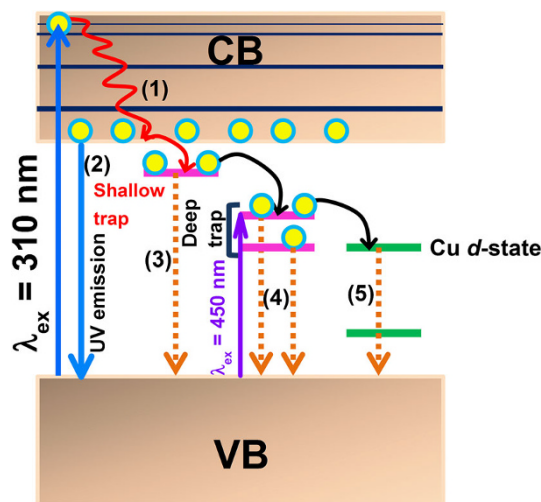 CB
(1)
(2)
Shallow
trap
UV emission
λex = 310 nm
(3)
Deep
trap
λex = 450 nm
(4)
Cu d-state
(5)
VB